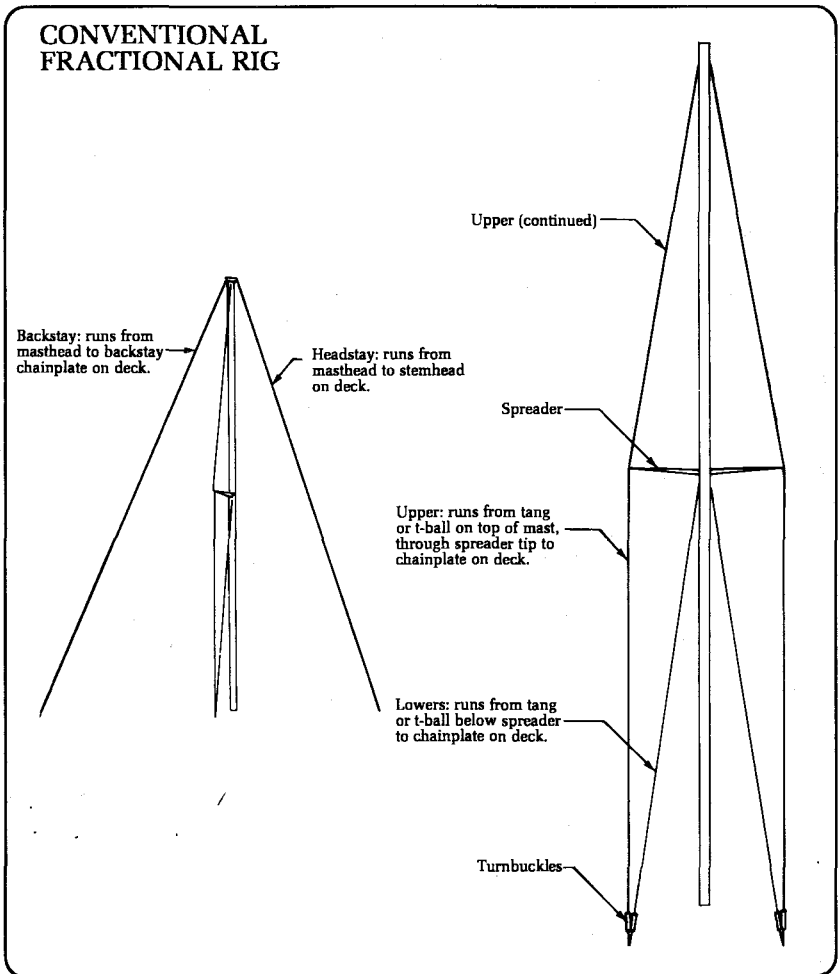 CONVENTIONAL
FRACTIONAL RIG
Upper (continued)
Backstay: runs from
masthead to backstay
chainplate on deck.
Headstay: runs from
masthead to stemhead
on deck.
Spreader
Upper: runs from tang
or t-ball on top of mast,
through spreader tip to
chainplate on deck.
Lowers: runs from tang
or t-ball below spreader
to chainplate on deck.
Turnbuckles